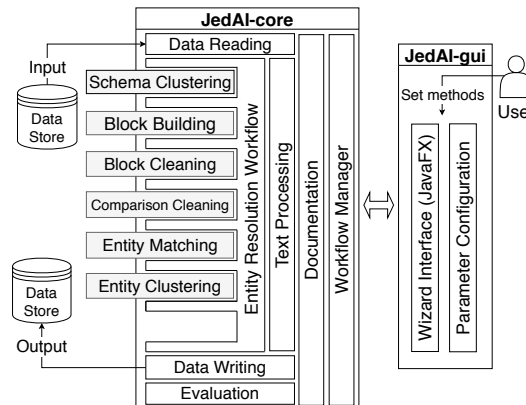 JedAI-core
Data Reading
Input
Data
Store
Schema Clustering
Block Building
Block Cleaning
Comparison Cleaning
Entity Matching
Entity Clustering
Entity Resolution Workflow
Text Processing
Documentation
Workflow Manager
Data
Store
Output
Data Writing
Evaluation
JedAI-gui
Set methods
Use
Wizard Interface (JavaFX)
Parameter Configuration